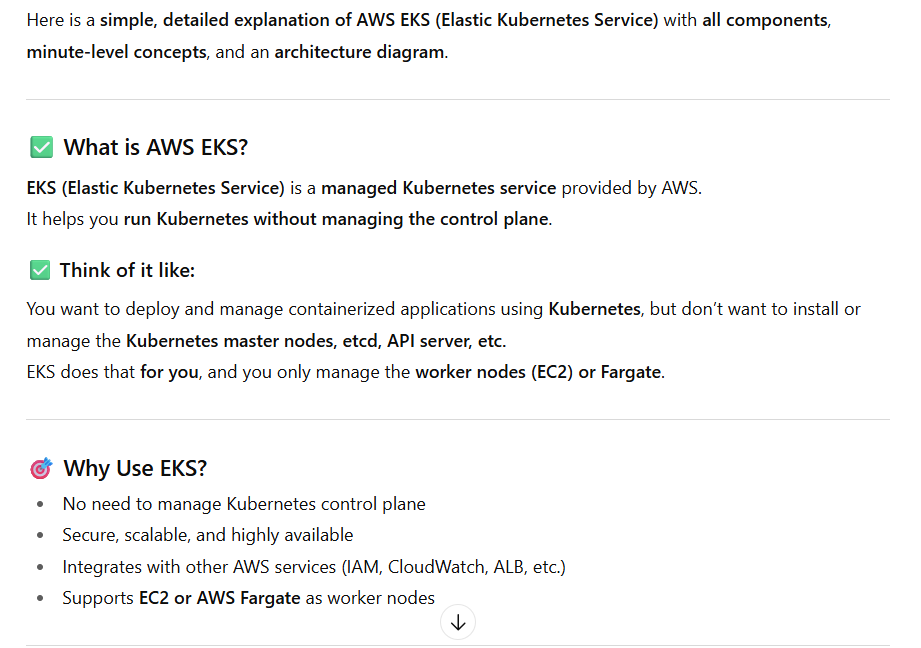 Here is a simple, detailed explanation of AWS EKS (Elastic Kubernetes Service) with all components,
minute-level concepts, and an architecture diagram.
What is AWS EKS?
EKS (Elastic Kubernetes Service) is a managed Kubernetes service provided by AWS.
It helps you run Kubernetes without managing the control plane.
Think of it like:
You want to deploy and manage containerized applications using Kubernetes, but don’t want to install or
manage the Kubernetes master nodes, etcd, API server, etc.
EKS does that for you, and you only manage the worker nodes (EC2) or Fargate.
Why Use EKS?
No need to manage Kubernetes control plane
Secure, scalable, and highly available
Integrates with other AWS services (IAM, CloudWatch, ALB, etc.)
Supports EC2 or AWS Fargate as worker nodes